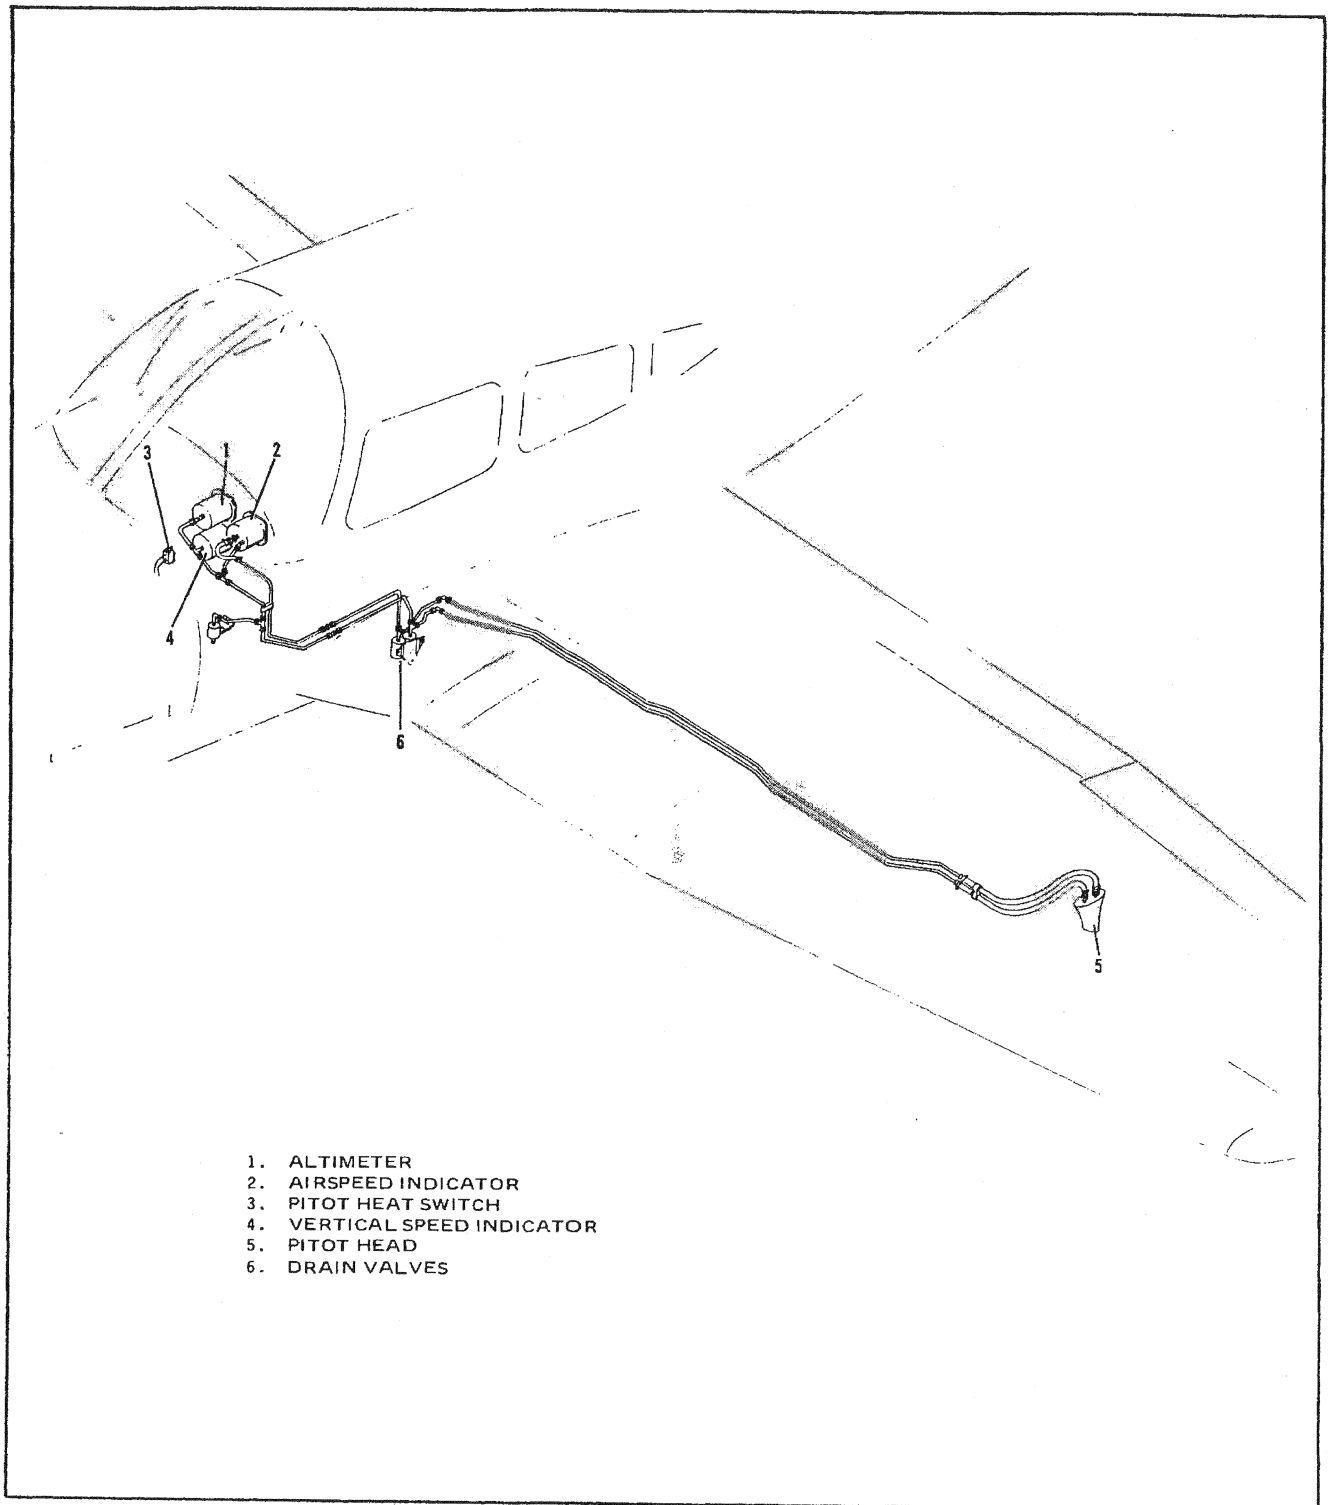 3
1
2
4
6
5
1. ALTIMETER
2. AIRSPEED INDICATOR
3. PITOT HEAT SWITCH
4. VERTICAL SPEED INDICATOR
5. PITOT HEAD
6. DRAIN VALVES